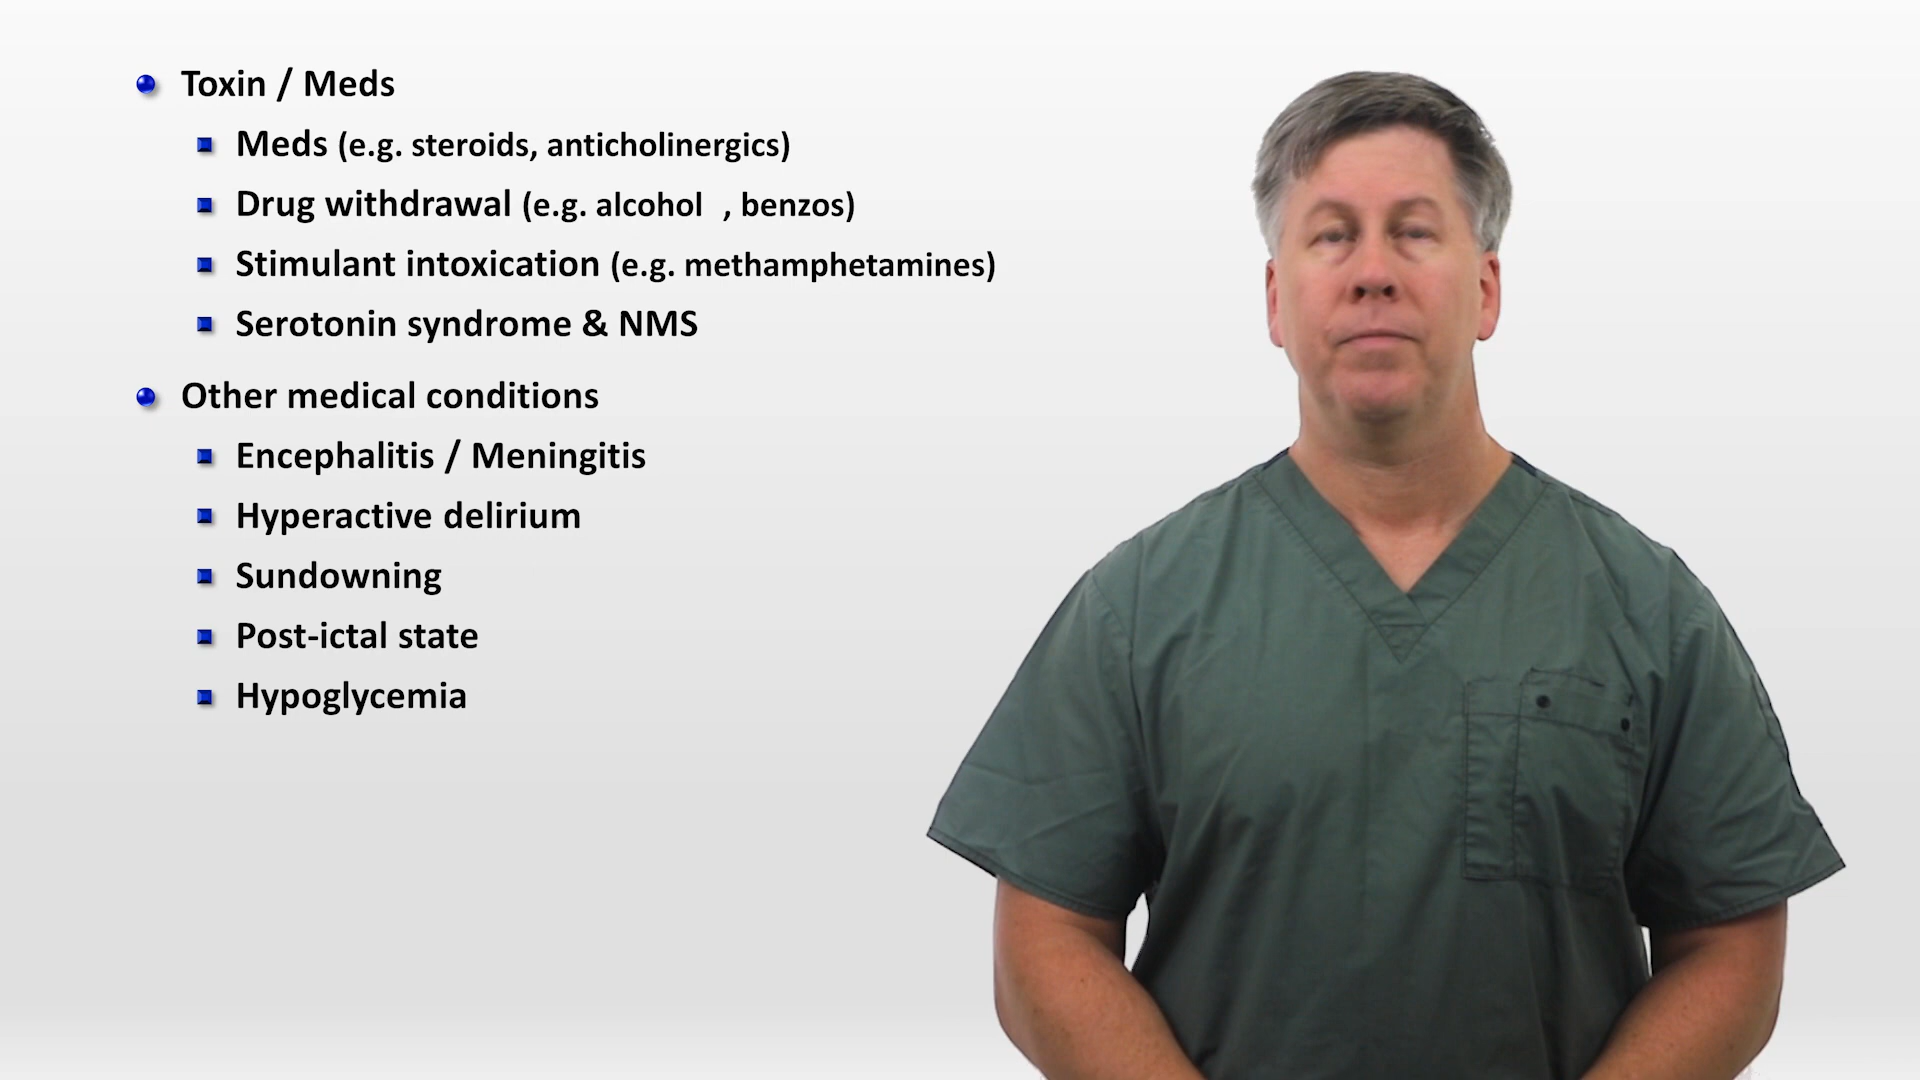 Toxin / Meds
Meds (e.g. steroids, anticholinergics)
Drug withdrawal (e.g. alcohol , benzos)
Stimulant intoxication (e.g. methamphetamines)
Serotonin syndrome & NMS
Other medical conditions
Encephalitis / Meningitis
Hyperactive delirium
Sundowning
Post-ictal state
Hypoglycemia